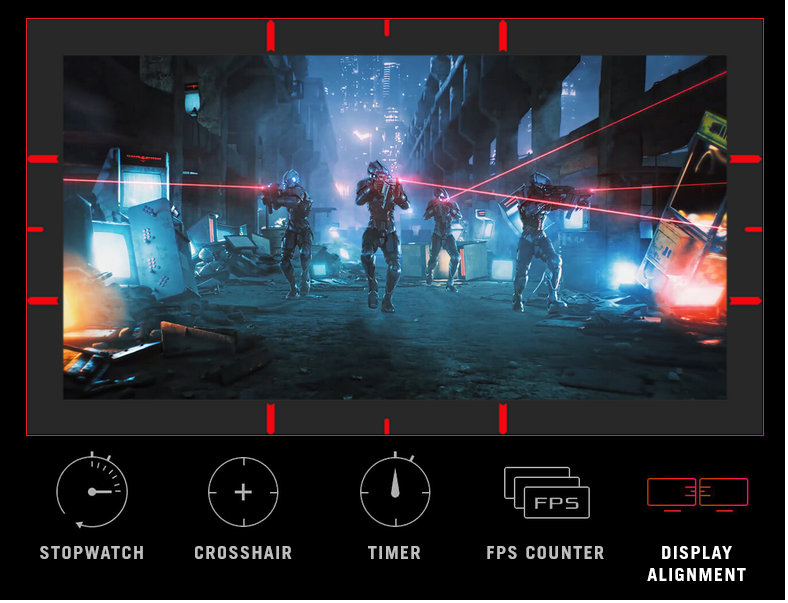 FPS
STOPWATCH
CROSSHAIR
TIMER
FPS COUNTER
DISPLAY
ALIGNMENT